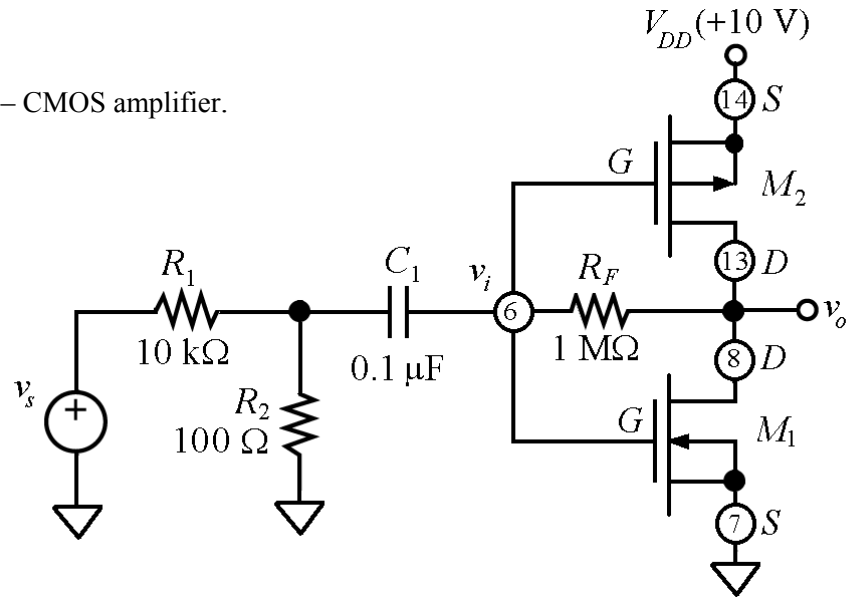 V_DD (+10 V)
– CMOS amplifier.
14 S
G
M_2
13 D
R_1
C_1
v_i
R_F
6
v_o
10 kΩ
0.1 μF
1 MΩ
8 D
v_s
+
R_2
100 Ω
G
M_1
7 S